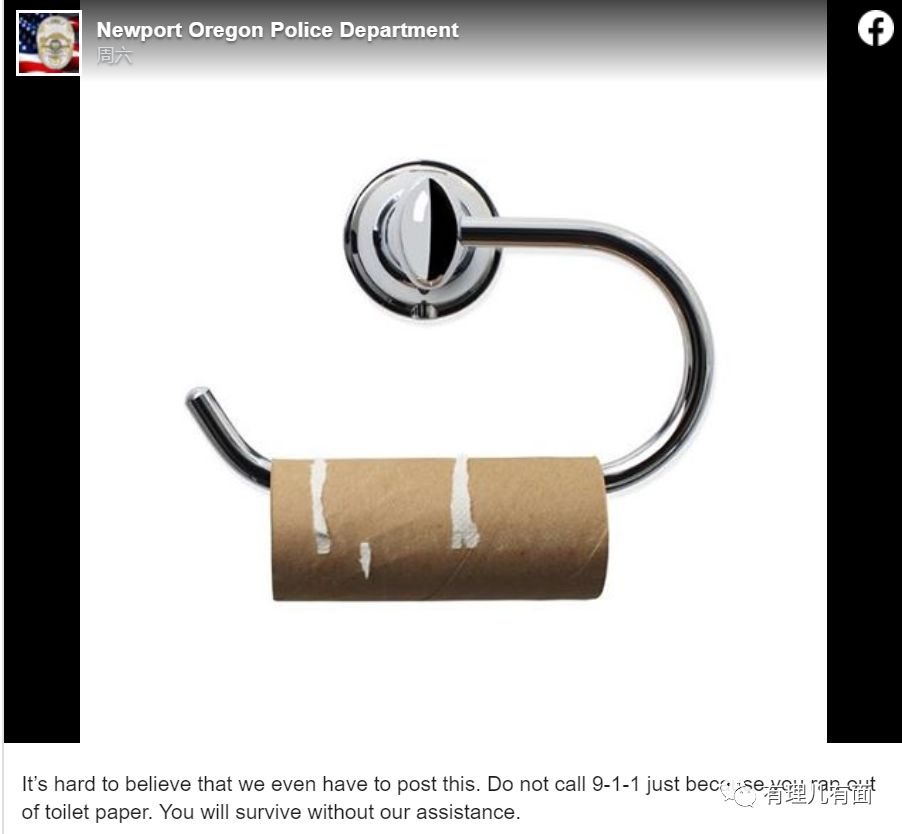 Newport Oregon Police Department
周六
It's hard to believe that we even have to post this. Do not call 9-1-1 just because you ran out
of toilet paper. You will survive without our assistance.
有理儿有面